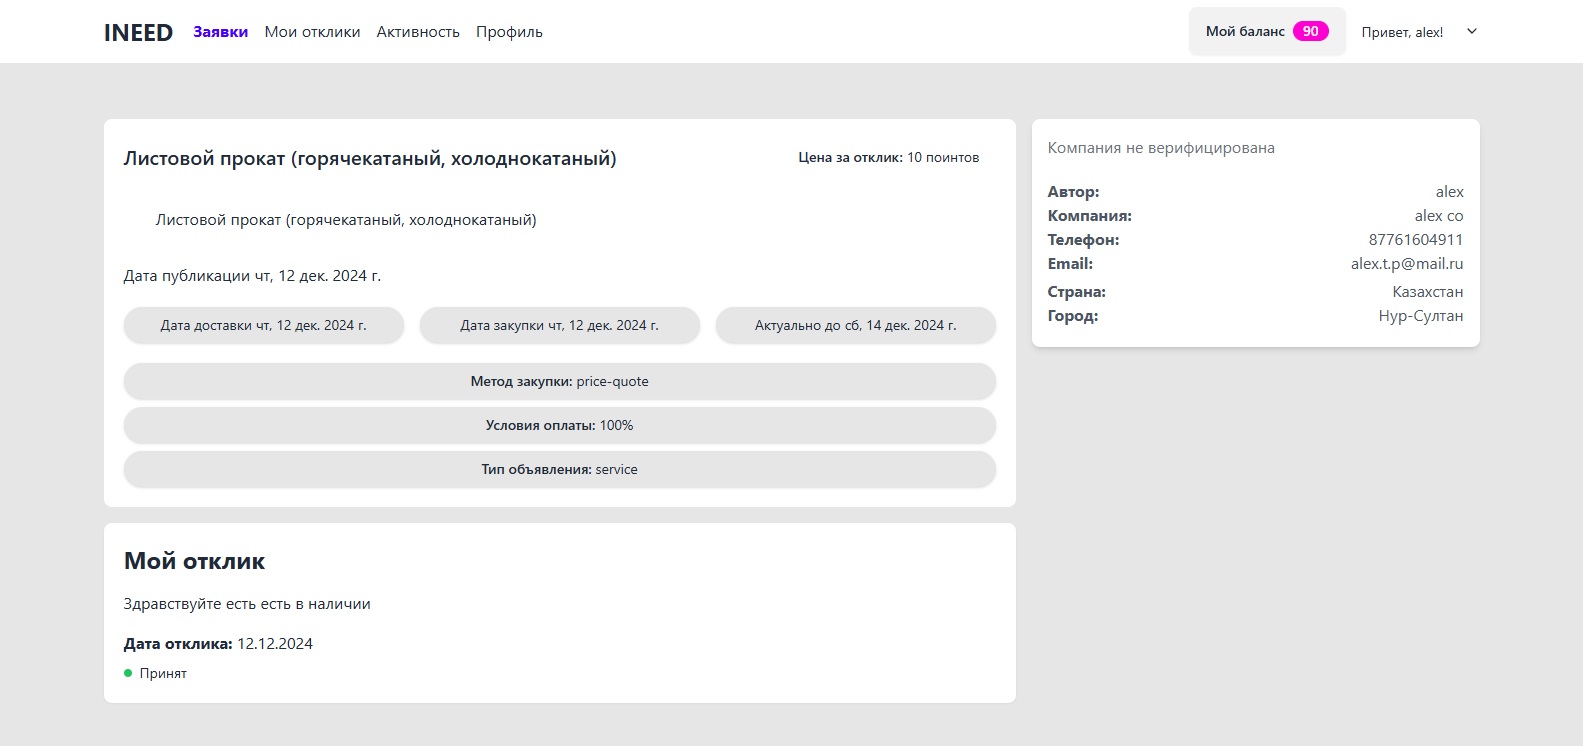 INEED Заявки Мои отклики Активность Профиль Мой баланс 90 Привет, alex!
Листовой прокат (горячекатаный, холоднокатаный) Цена за отклик: 10 поинтов
Листовой прокат (горячекатаный, холоднокатаный)
Дата публикации чт, 12 дек. 2024 г.
Дата доставки чт, 12 дек. 2024 г. Дата закупки чт, 12 дек. 2024 г. Актуально до сб, 14 дек. 2024 г.
Метод закупки: price-quote
Условия оплаты: 100%
Тип объявления: service
Мой отклик
Здравствуйте есть есть в наличии
Дата отклика: 12.12.2024
Принят
Компания не верифицирована
Автор: alex
Компания: alex co
Телефон: 87761604911
Email: alex.t.p@mail.ru
Страна: Казахстан
Город: Нур-Султан